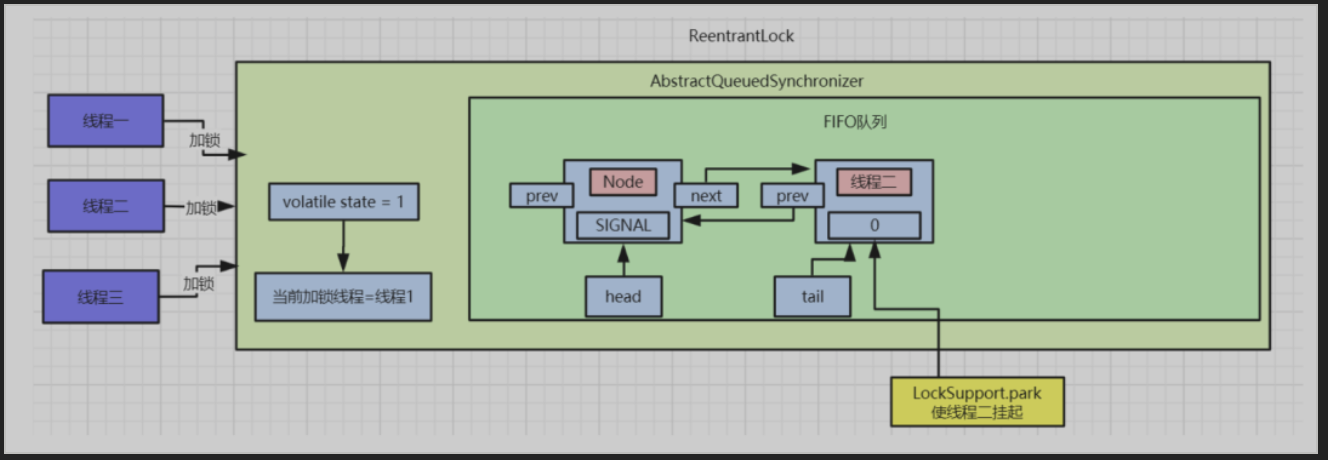 ReentrantLock
AbstractQueuedSynchronizer
FIFO队列
线程一
加锁
线程二
加锁
线程三
加锁
volatile state = 1
当前加锁线程=线程1
prev
Node
next
SIGNAL
prev
线程二
0
head
tail
LockSupport.park
使线程二挂起